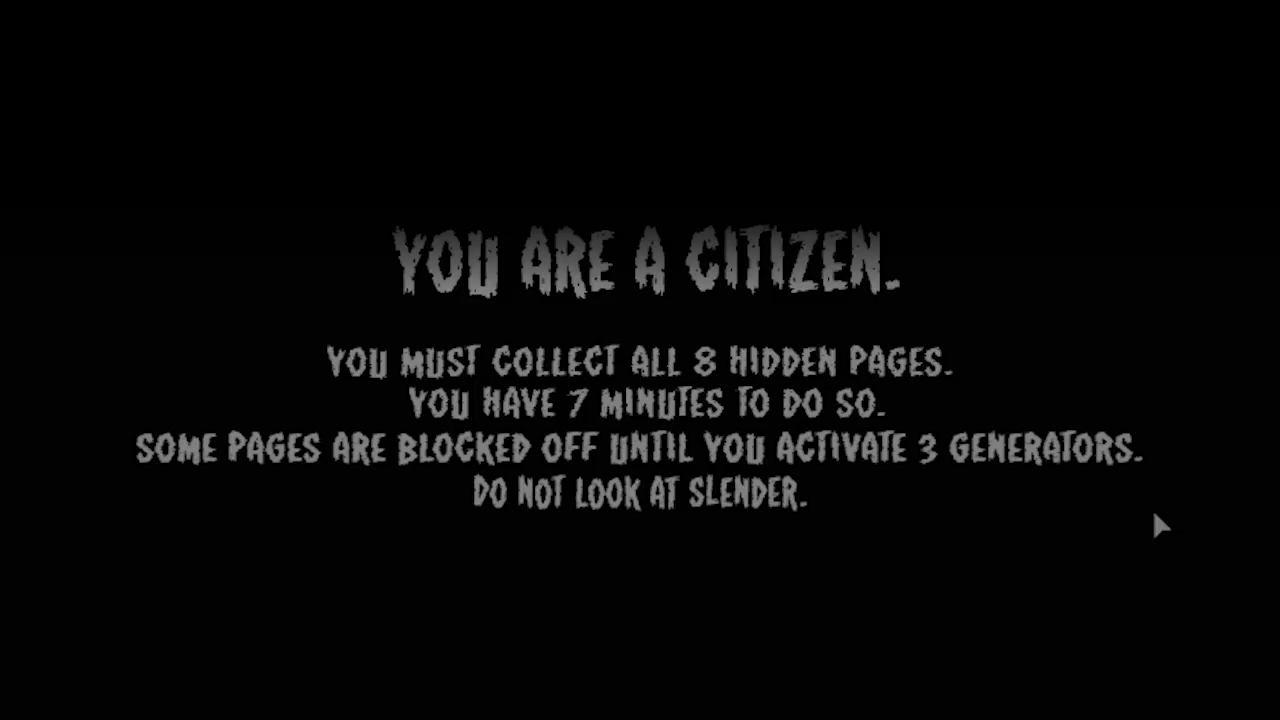 YOU ARE A CITIZEN.
YOU MUST COLLECT ALL 8 HIDDEN PAGES.
YOU HAVE 7 MINUTES TO DO SO.
SOME PAGES ARE BLOCKED OFF UNTIL YOU ACTIVATE 3 GENERATORS.
DO NOT LOOK AT SLENDER.